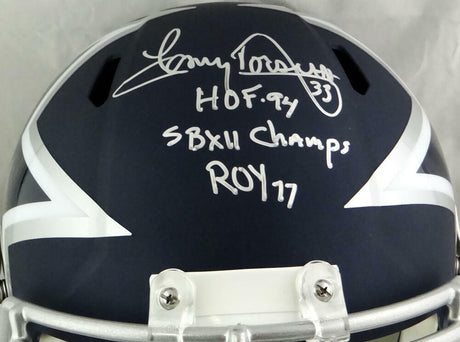 Tony Dorsett 33
HOF-94
SBXII Champs
ROY 77